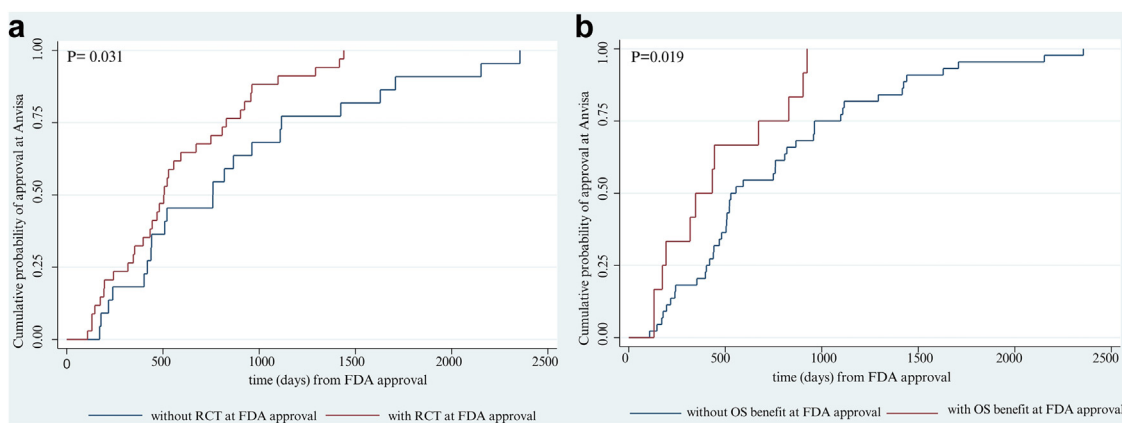 a
P= 0.031
Cumulative probability of approval at Anvisa
1.00
0.75
0.50
0.25
0.00
0 500 1000 1500 2000 2500
time (days) from FDA approval
without RCT at FDA approval with RCT at FDA approval
b
P=0.019
Cumulative probability of approval at Anvisa
1.00
0.75
0.50
0.25
0.00
0 500 1000 1500 2000 2500
time (days) from FDA approval
without OS benefit at FDA approval with OS benefit at FDA approval